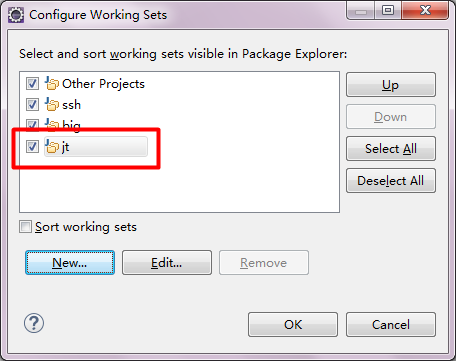 Configure Working Sets
Select and sort working sets visible in Package Explorer:
Other Projects
ssh
big
jt
Up
Down
Select All
Deselect All
Sort working sets
New...
Edit...
Remove
?
OK
Cancel